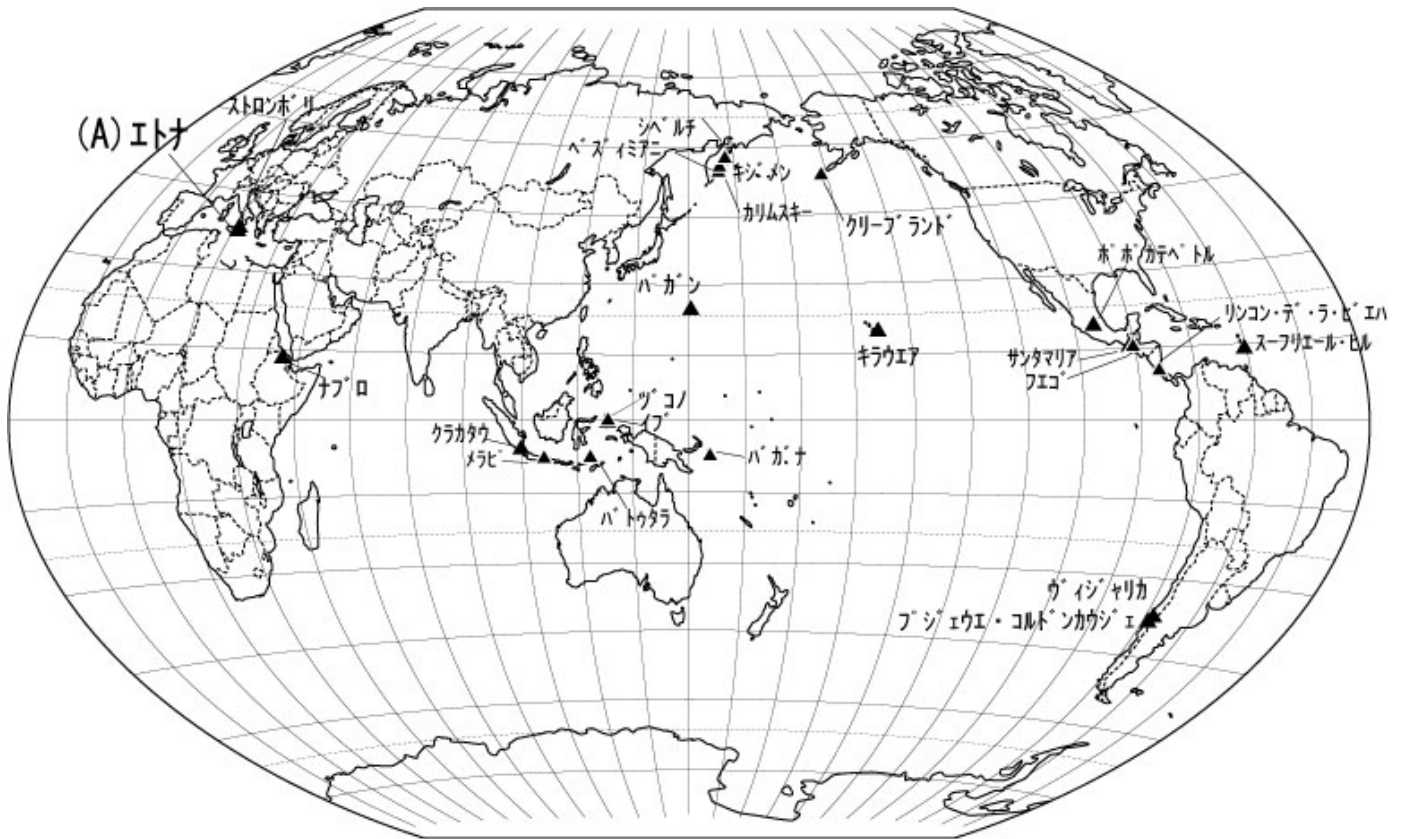 ストロンボリ
(A)エトナ
シベルチ
ベズィミアニ
キジメン
カリムスキー
クリーブランド
ポポカテペトル
パガン
リンコン・デ・ラ・ビエハ
キラウエア
サンタマリア
スーフリエール・ヒル
フエゴ
ナブロ
ヅコノ
イブ
クラカタウ
メラピ
バガナ
バトゥタラ
ヴィジャリカ
プジェウエ・コルドンカウジェ